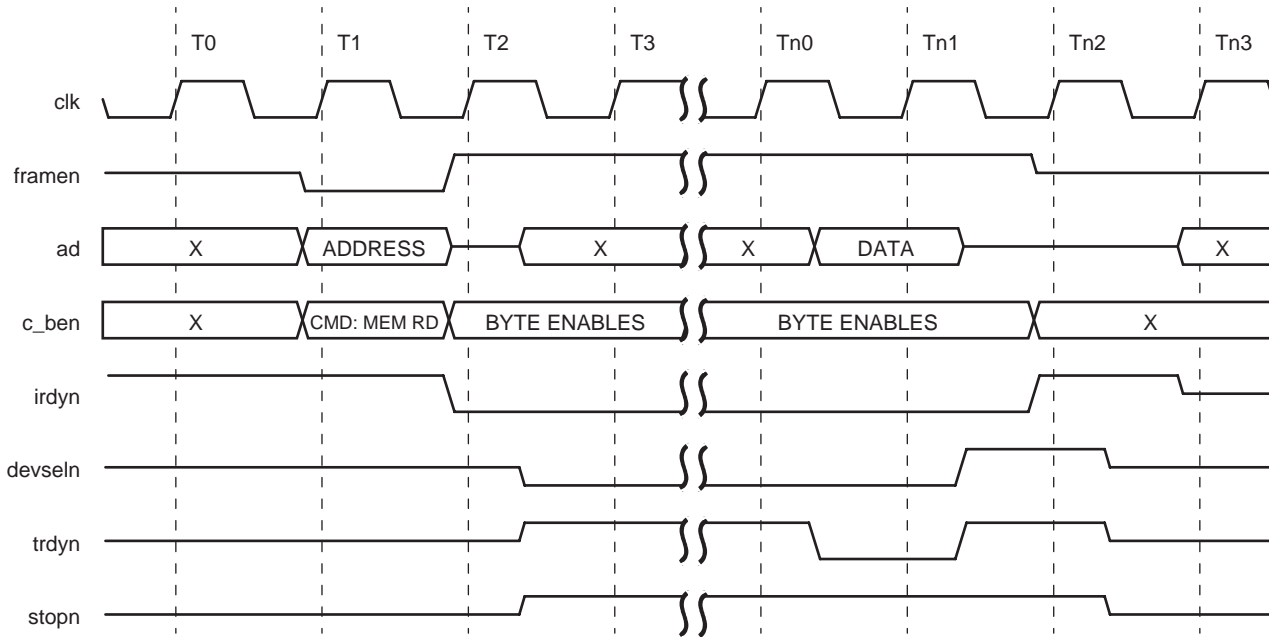 T0 T1 T2 T3 Tn0 Tn1 Tn2 Tn3
clk
framen
ad X ADDRESS X X DATA X
c_ben X CMD: MEM RD BYTE ENABLES BYTE ENABLES X
irdyn
devseln
trdyn
stopn